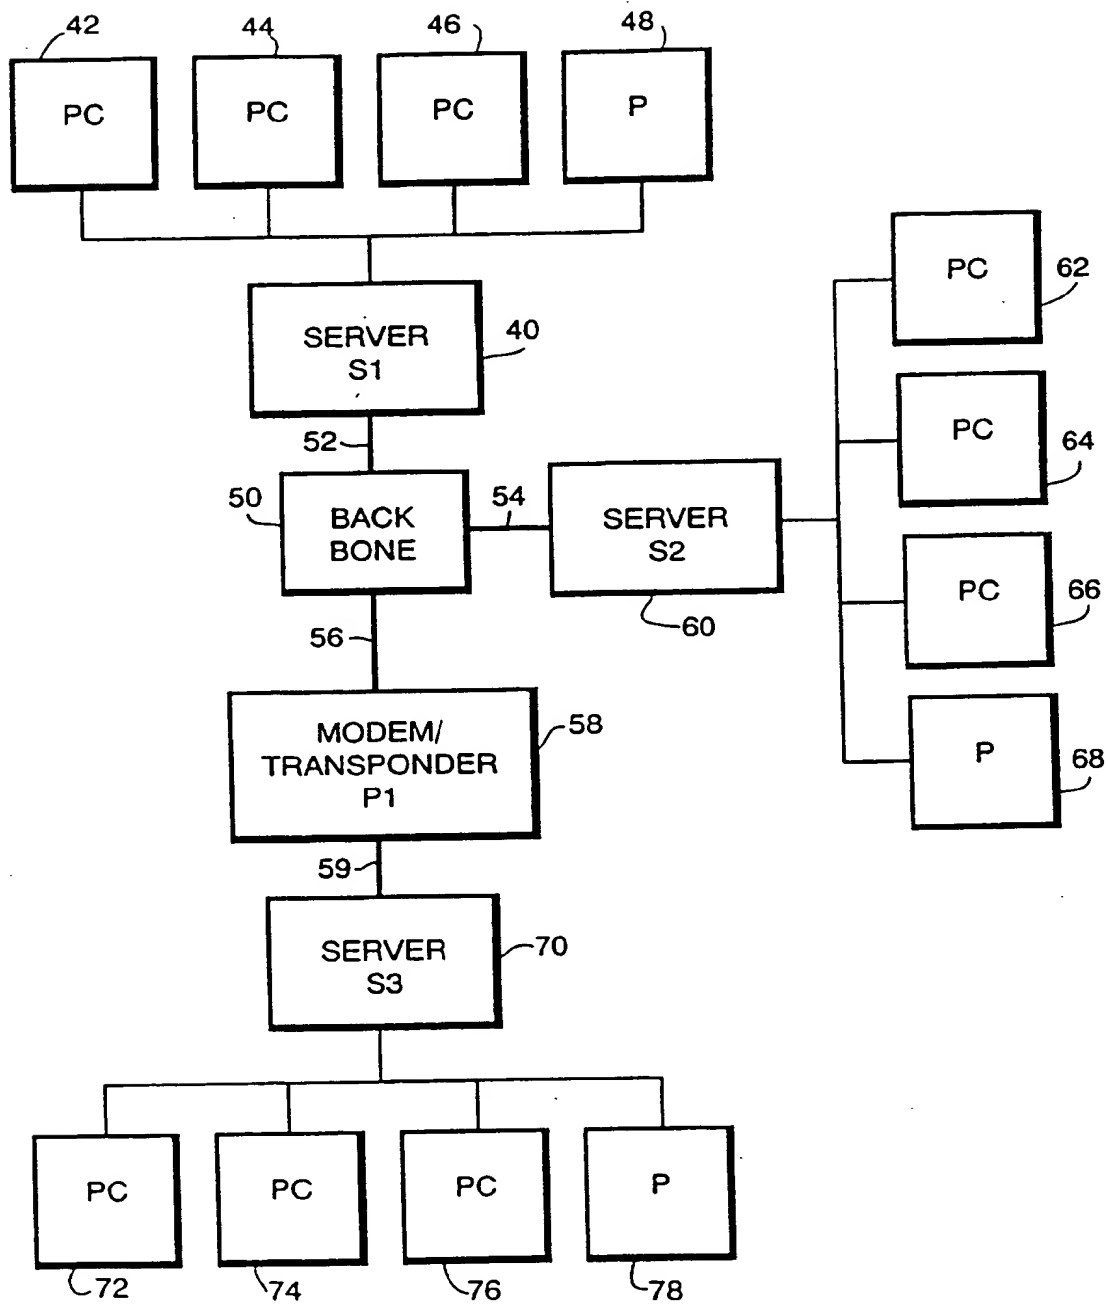 42
44
46
48
PC
PC
PC
P
SERVER
S1
40
62
PC
52
64
PC
50
BACK
BONE
54
SERVER
S2
60
66
PC
56
MODEM/
TRANSPONDER
P1
58
68
P
59
SERVER
S3
70
PC
PC
PC
P
72
74
76
78